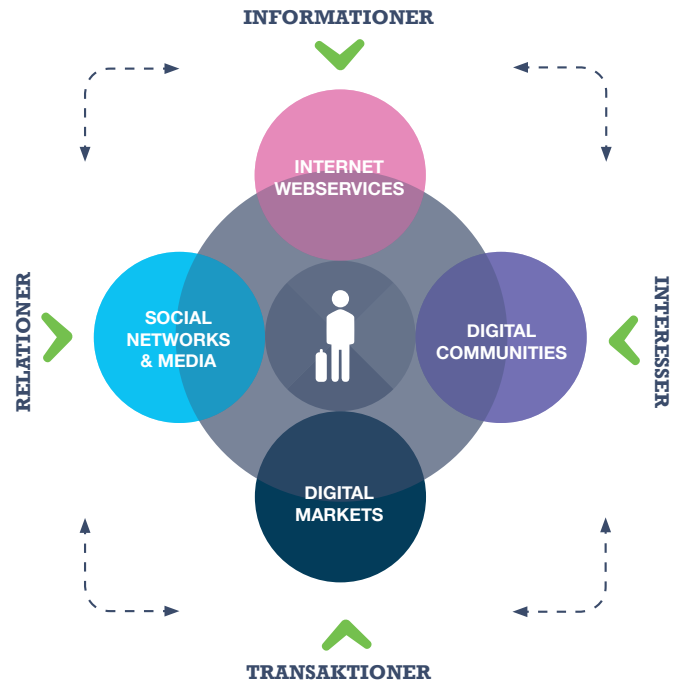 INFORMATIONER
INTERNET
WEBSERVICES
RELATIONER
SOCIAL
NETWORKS
& MEDIA
DIGITAL
COMMUNITIES
INTERESSER
DIGITAL
MARKETS
TRANSAKTIONER